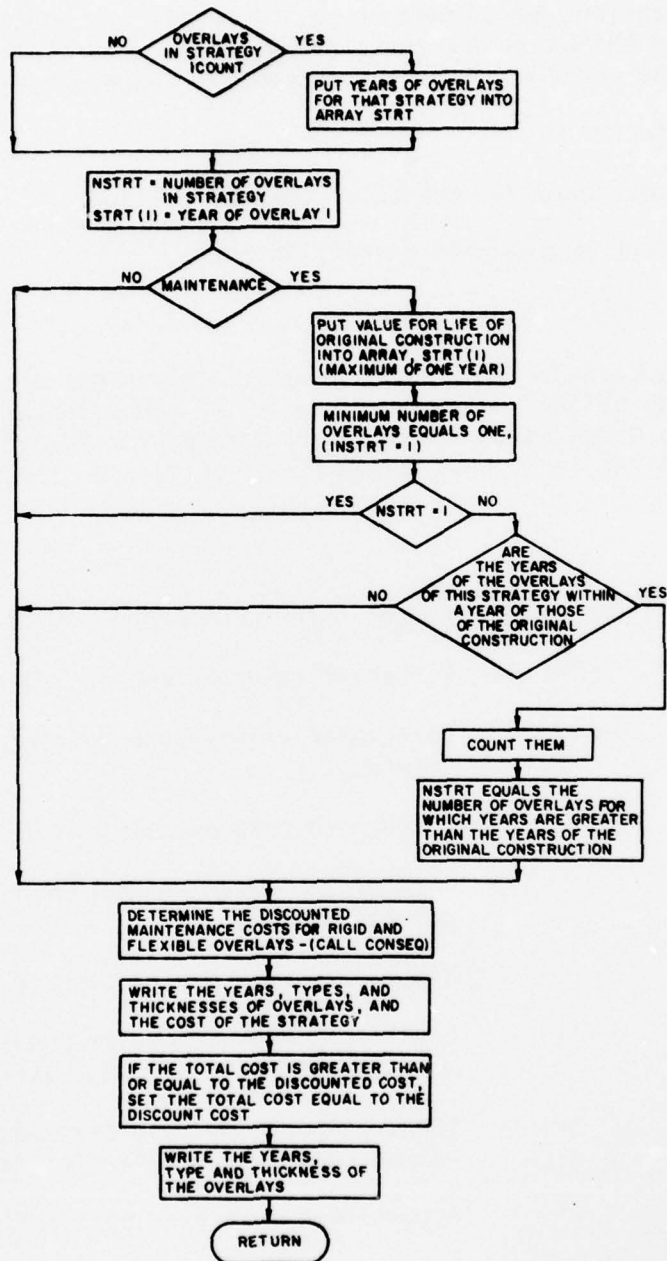 NO
OVERLAYS
IN STRATEGY
ICOUNT
YES
PUT YEARS OF OVERLAYS
FOR THAT STRATEGY INTO
ARRAY STRT
NSTRT = NUMBER OF OVERLAYS
IN STRATEGY
STRT (I) = YEAR OF OVERLAY I
NO
MAINTENANCE
YES
PUT VALUE FOR LIFE OF
ORIGINAL CONSTRUCTION
INTO ARRAY, STRT (I)
(MAXIMUM OF ONE YEAR)
MINIMUM NUMBER OF
OVERLAYS EQUALS ONE,
(INSTRT = I)
YES
NSTRT = I
NO
ARE
THE YEARS
OF THE OVERLAYS
OF THIS STRATEGY WITHIN
A YEAR OF THOSE
OF THE ORIGINAL
CONSTRUCTION
NO
YES
COUNT THEM
NSTRT EQUALS THE
NUMBER OF OVERLAYS FOR
WHICH YEARS ARE GREATER
THAN THE YEARS OF THE
ORIGINAL CONSTRUCTION
DETERMINE THE DISCOUNTED
MAINTENANCE COSTS FOR RIGID AND
FLEXIBLE OVERLAYS - (CALL CONSEQ)
WRITE THE YEARS, TYPES, AND
THICKNESSES OF OVERLAYS, AND
THE COST OF THE STRATEGY
IF THE TOTAL COST IS GREATER THAN
OR EQUAL TO THE DISCOUNTED COST,
SET THE TOTAL COST EQUAL TO THE
DISCOUNT COST
WRITE THE YEARS,
TYPE AND THICKNESS OF
THE OVERLAYS
RETURN